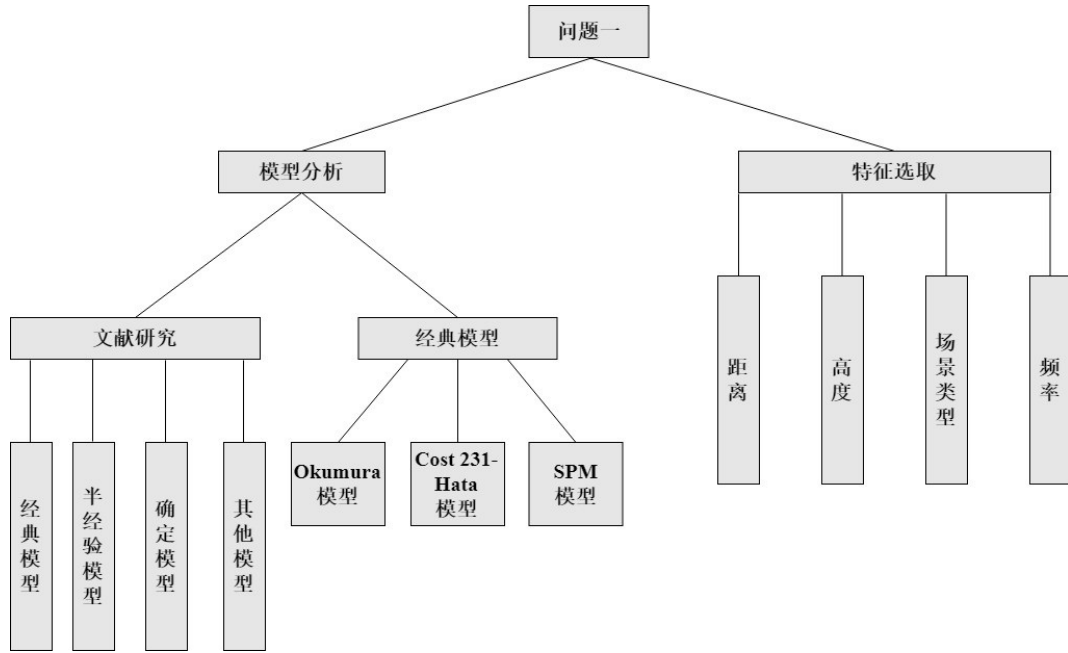 问题一
模型分析
特征选取
文献研究
经典模型
距离
高度
场景类型
频率
经典模型
半经验模型
确定模型
其他模型
Okumura
模型
Cost 231-
Hata
模型
SPM
模型